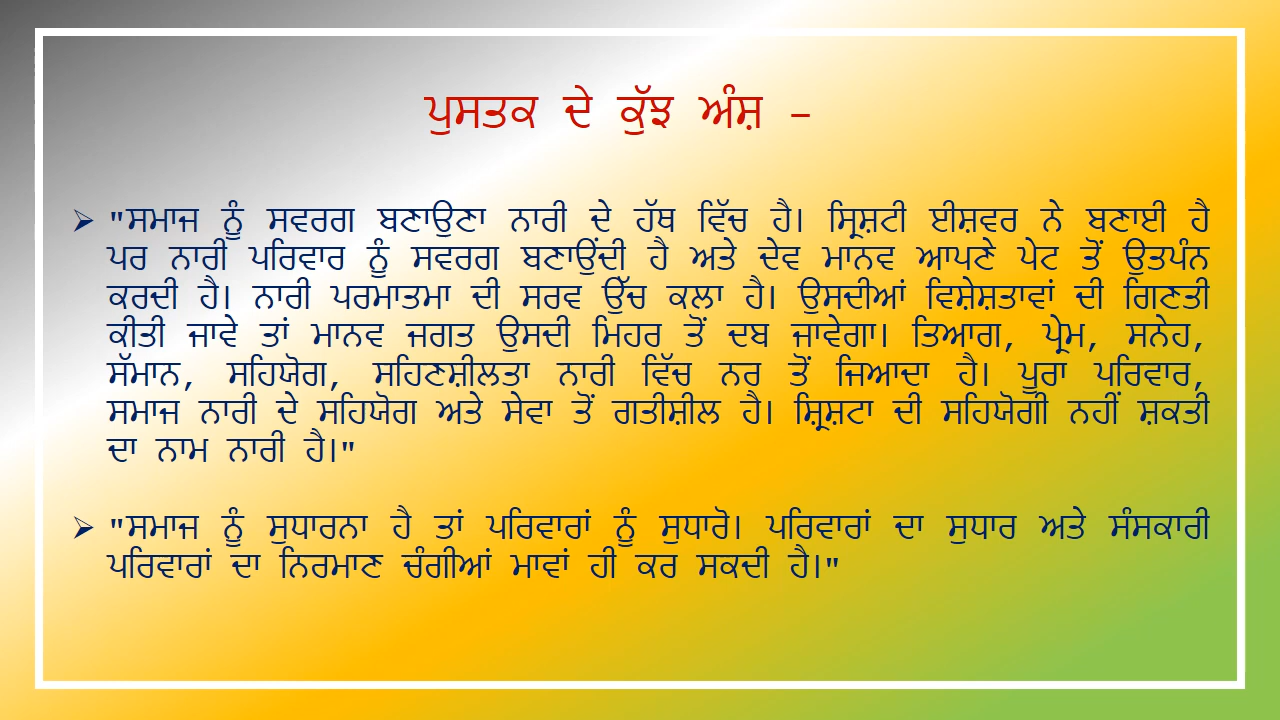 ਪੁਸਤਕ ਦੇ ਕੁੱਝ ਅੰਸ਼ –
➢ "ਸਮਾਜ ਨੂੰ ਸਵਰਗ ਬਣਾਉਣਾ ਨਾਰੀ ਦੇ ਹੱਥ ਵਿੱਚ ਹੈ। ਸ੍ਰਿਸ਼ਟੀ ਈਸ਼ਵਰ ਨੇ ਬਣਾਈ ਹੈ
ਪਰ ਨਾਰੀ ਪਰਿਵਾਰ ਨੂੰ ਸਵਰਗ ਬਣਾਉਂਦੀ ਹੈ ਅਤੇ ਦੇਵ ਮਾਨਵ ਆਪਣੇ ਪੇਟ ਤੋਂ ਉਤਪੰਨ
ਕਰਦੀ ਹੈ। ਨਾਰੀ ਪਰਮਾਤਮਾ ਦੀ ਸਰਵ ਉੱਚ ਕਲਾ ਹੈ। ਉਸਦੀਆਂ ਵਿਸ਼ੇਸ਼ਤਾਵਾਂ ਦੀ ਗਿਣਤੀ
ਕੀਤੀ ਜਾਵੇ ਤਾਂ ਮਾਨਵ ਜਗਤ ਉਸਦੀ ਮਿਹਰ ਤੋਂ ਦਬ ਜਾਵੇਗਾ। ਤਿਆਗ, ਪ੍ਰੇਮ, ਸਨੇਹ,
ਸੱਮਾਨ, ਸਹਿਯੋਗ, ਸਹਿਣਸ਼ੀਲਤਾ ਨਾਰੀ ਵਿੱਚ ਨਰ ਤੋਂ ਜਿਆਦਾ ਹੈ। ਪੂਰਾ ਪਰਿਵਾਰ,
ਸਮਾਜ ਨਾਰੀ ਦੇ ਸਹਿਯੋਗ ਅਤੇ ਸੇਵਾ ਤੋਂ ਗਤੀਸ਼ੀਲ ਹੈ। ਸ਼੍ਰਿਸ਼ਟਾ ਦੀ ਸਹਿਯੋਗੀ ਨਹੀਂ ਸ਼ਕਤੀ
ਦਾ ਨਾਮ ਨਾਰੀ ਹੈ।"
➢ "ਸਮਾਜ ਨੂੰ ਸੁਧਾਰਨਾ ਹੈ ਤਾਂ ਪਰਿਵਾਰਾਂ ਨੂੰ ਸੁਧਾਰੋ। ਪਰਿਵਾਰਾਂ ਦਾ ਸੁਧਾਰ ਅਤੇ ਸੰਸਕਾਰੀ
ਪਰਿਵਾਰਾਂ ਦਾ ਨਿਰਮਾਣ ਚੰਗੀਆਂ ਮਾਵਾਂ ਹੀ ਕਰ ਸਕਦੀ ਹੈ।"